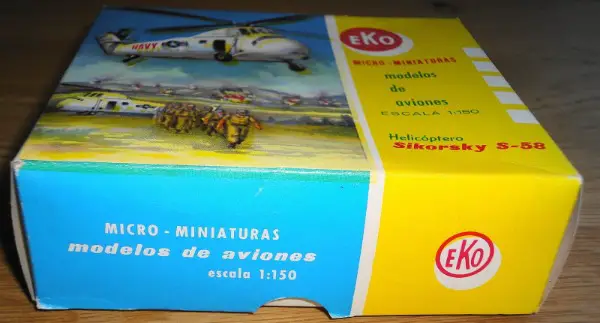 NAVY
EKO
MICRO-MINIATURAS
modelos
de
aviones
ESCALA 1:150
Helicóptero
Sikorsky S-58
MICRO - MINIATURAS
modelos de aviones
escala 1:150
EKO